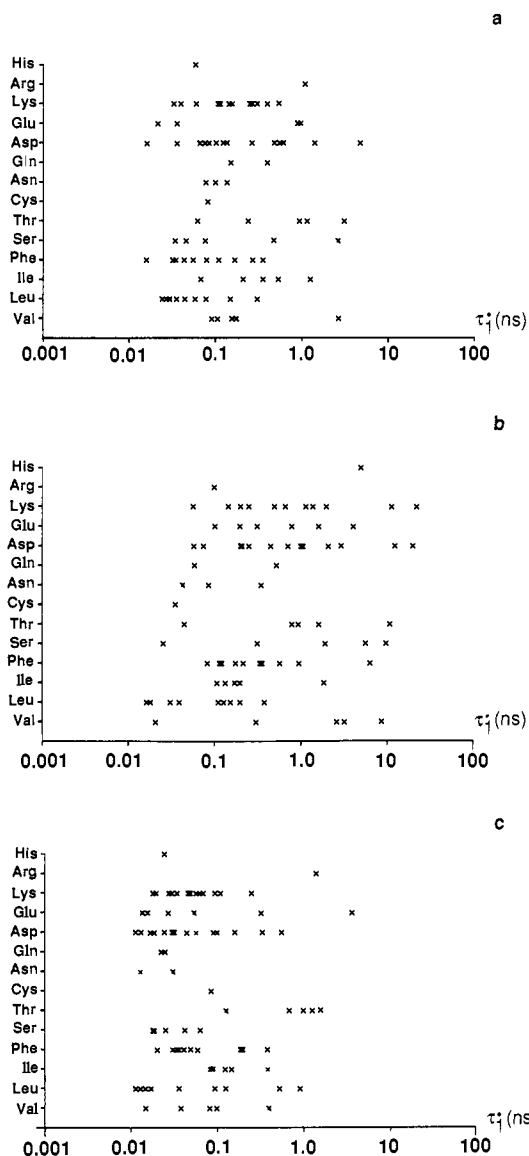 a
His
Arg
Lys
Glu
Asp
Gln
Asn
Cys
Thr
Ser
Phe
Ile
Leu
Val
τ₁* (ns)
0.001 0.01 0.1 1.0 10 100
b
His
Arg
Lys
Glu
Asp
Gln
Asn
Cys
Thr
Ser
Phe
Ile
Leu
Val
τ₁* (ns)
0.001 0.01 0.1 1.0 10 100
c
His
Arg
Lys
Glu
Asp
Gln
Asn
Cys
Thr
Ser
Phe
Ile
Leu
Val
τ₁* (ns
0.001 0.01 0.1 1.0 10 100